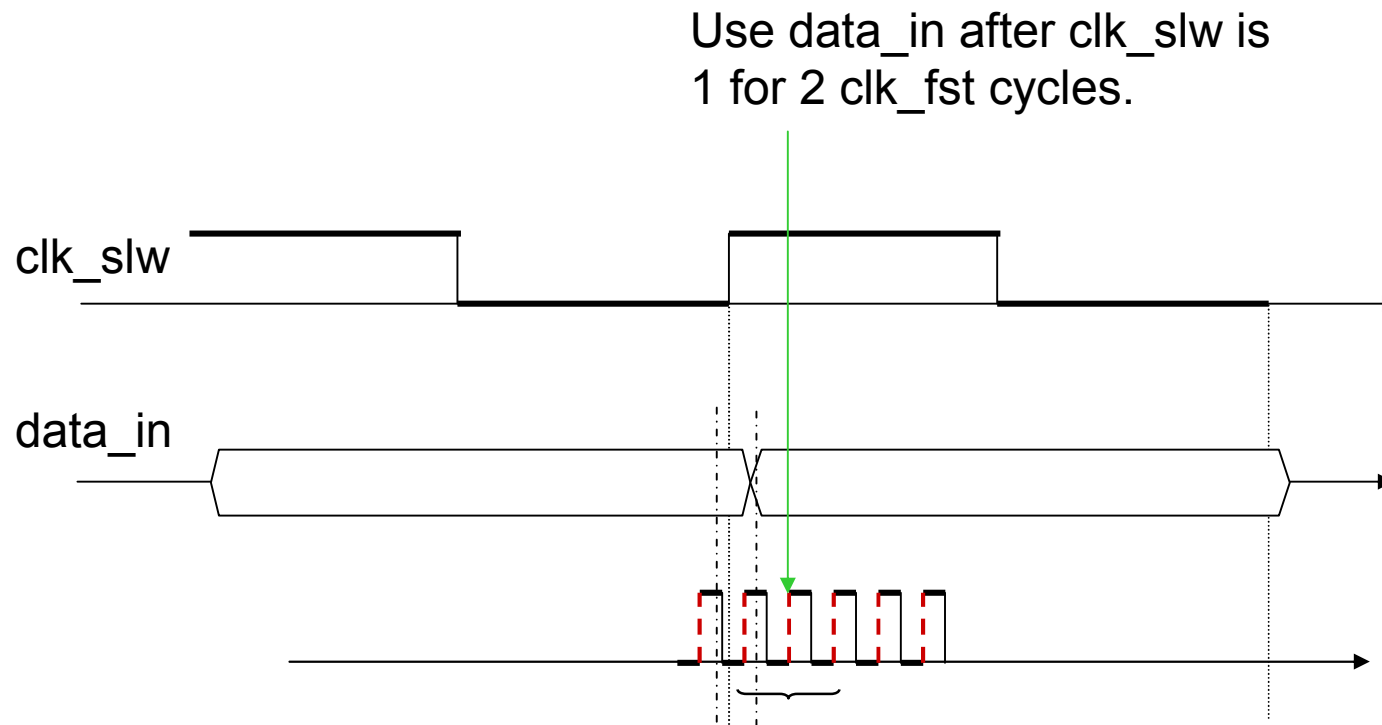 Use data_in after clk_slw is
1 for 2 clk_fst cycles.
clk_slw
data_in